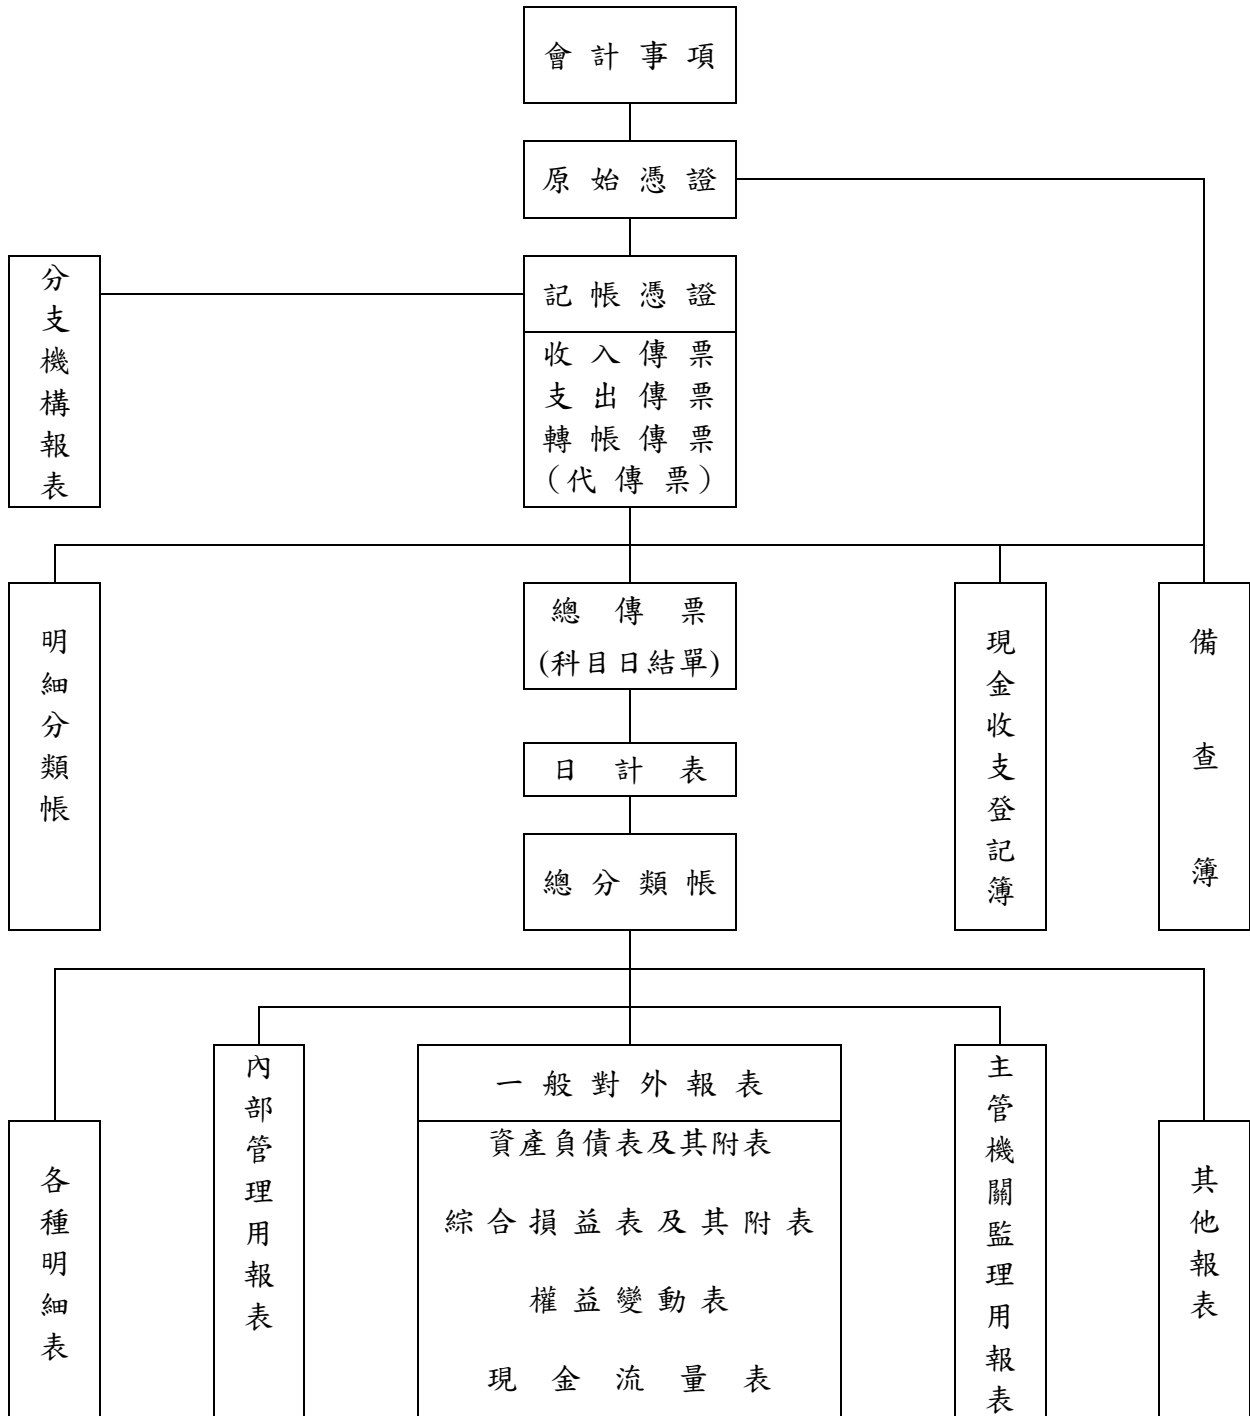 會計事項
原始憑證
分支機構報表
記帳憑證
收入傳票
支出傳票
轉帳傳票
（代傳票）
明細分類帳
總傳票
(科目日結單)
日計表
總分類帳
現金收支登記簿
備查簿
各種明細表
內部管理用報表
一般對外報表
資產負債表及其附表
綜合損益表及其附表
權益變動表
現金流量表
主管機關監理用報表
其他報表